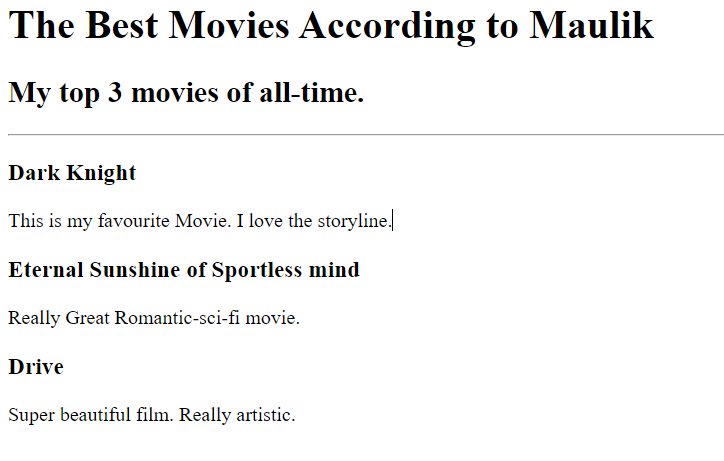 The Best Movies According to Maulik
My top 3 movies of all-time.
Dark Knight
This is my favourite Movie. I love the storyline.
Eternal Sunshine of Sportless mind
Really Great Romantic-sci-fi movie.
Drive
Super beautiful film. Really artistic.